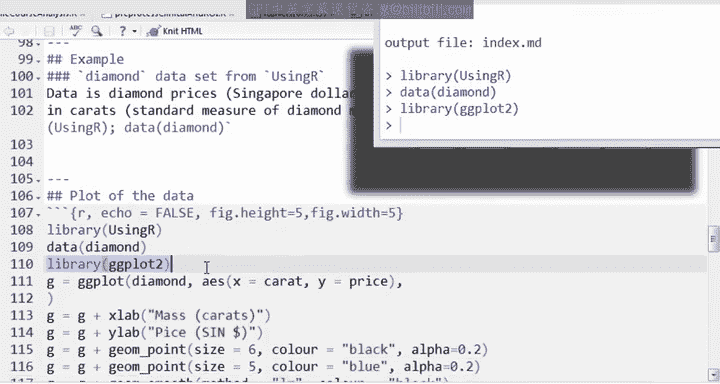 Knit HTML
output file: index.md
> library(UsingR)
> data(diamond)
> library(ggplot2)
>
98 ---
99 ## Example
100 ### `diamond` data set from `UsingR`
101 Data is diamond prices (Singapore dolla
102 in carats (standard measure of diamond
(UsingR); data(diamond)`
103
104
105 ---
106 ## Plot of the data
107 ```{r, echo = FALSE, fig.height=5,fig.width=5}
108 library(UsingR)
109 data(diamond)
110 library(ggplot2)
111 g = ggplot(diamond, aes(x = carat, y = price),
112 )
113 g = g + xlab("Mass (carats)")
114 g = g + ylab("Pice (SIN $)")
115 g = g + geom_point(size = 6, colour = "black", alpha=0.2)
116 g = g + geom_point(size = 5, colour = "blue", alpha=0.2)